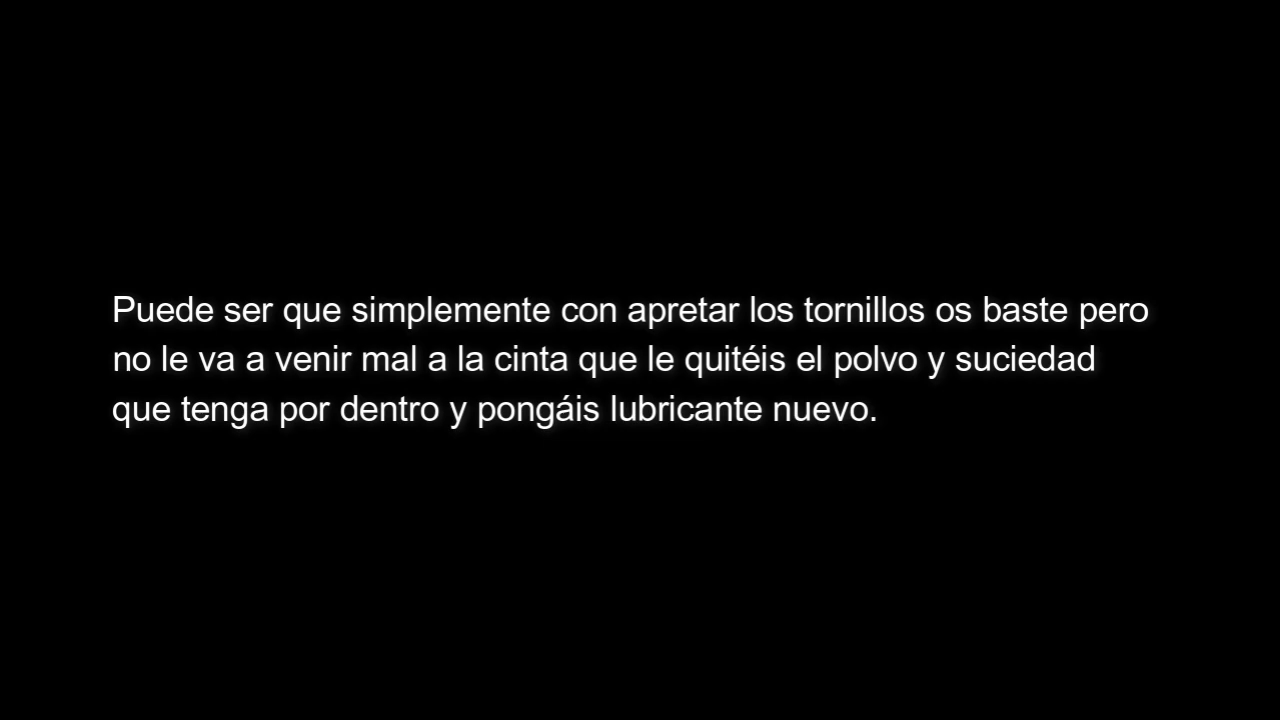 Puede ser que simplemente con apretar los tornillos os baste pero
no le va a venir mal a la cinta que le quitéis el polvo y suciedad
que tenga por dentro y pongáis lubricante nuevo.